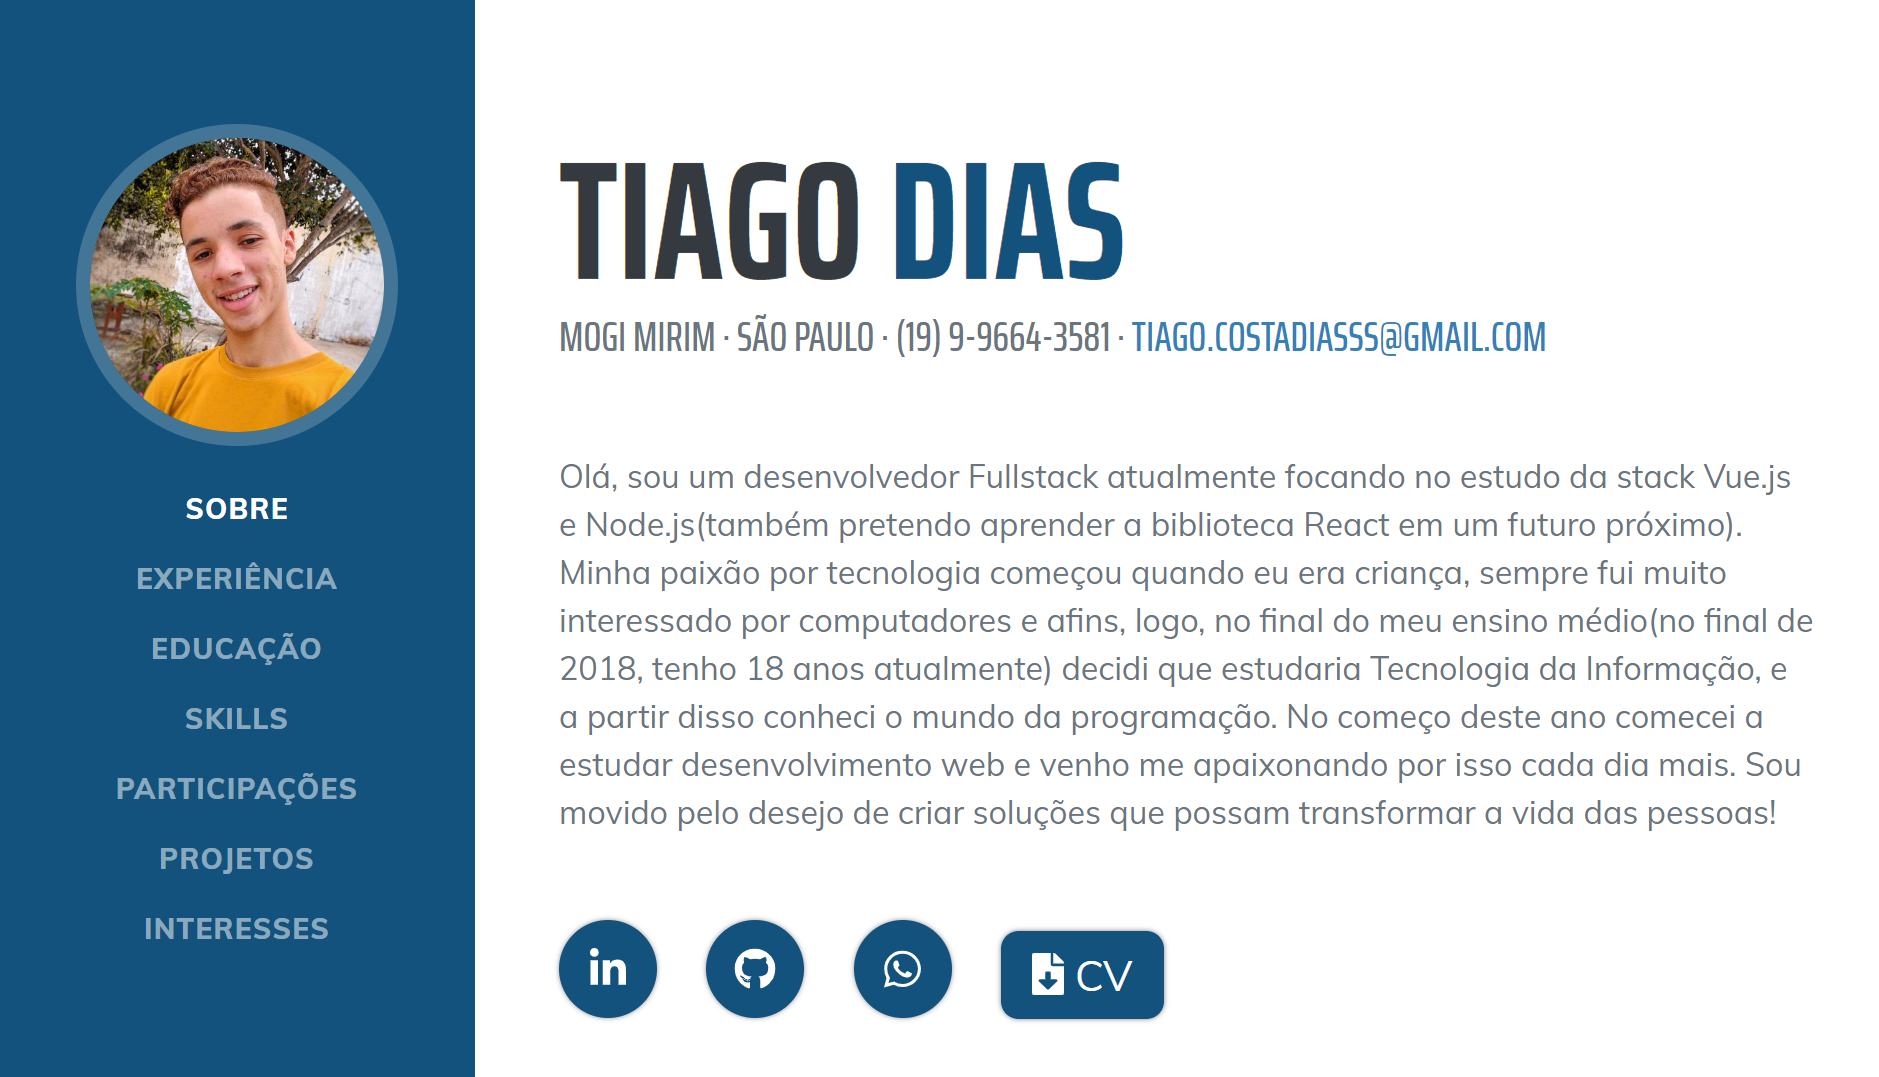 SOBRE
EXPERIÊNCIA
EDUCAÇÃO
SKILLS
PARTICIPAÇÕES
PROJETOS
INTERESSES
TIAGO DIAS
MOGI MIRIM · SÃO PAULO · (19) 9-9664-3581 · TIAGO.COSTADIASSS@GMAIL.COM
Olá, sou um desenvolvedor Fullstack atualmente focando no estudo da stack Vue.js
e Node.js(também pretendo aprender a biblioteca React em um futuro próximo).
Minha paixão por tecnologia começou quando eu era criança, sempre fui muito
interessado por computadores e afins, logo, no final do meu ensino médio(no final de
2018, tenho 18 anos atualmente) decidi que estudaria Tecnologia da Informação, e
a partir disso conheci o mundo da programação. No começo deste ano comecei a
estudar desenvolvimento web e venho me apaixonando por isso cada dia mais. Sou
movido pelo desejo de criar soluções que possam transformar a vida das pessoas!
in
CV